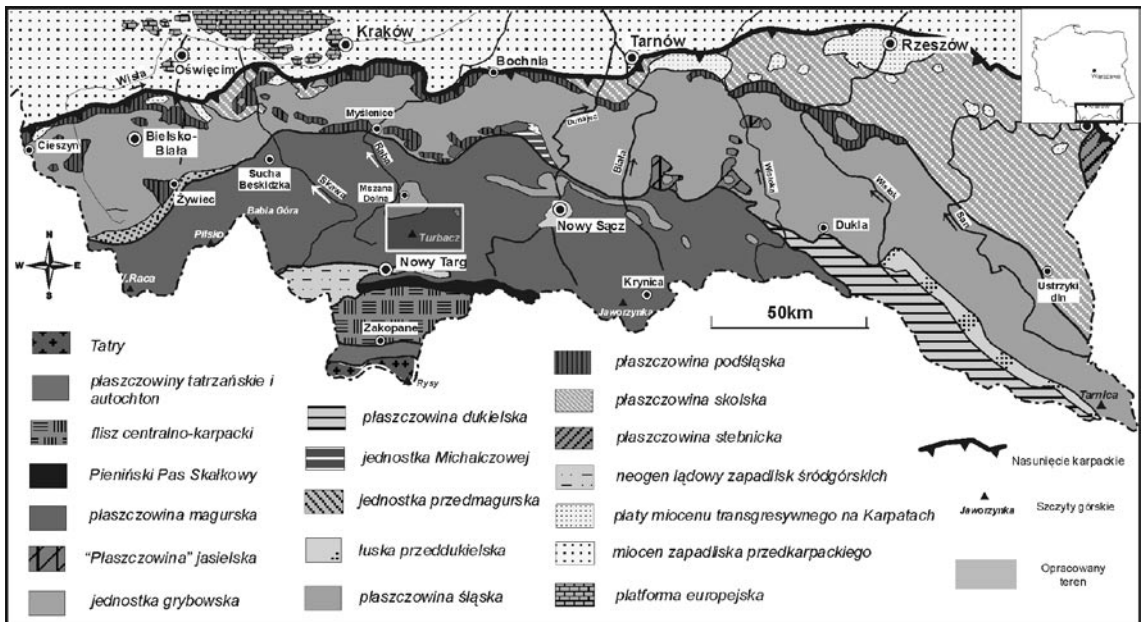 Kraków
Tarnów
Rzeszów
Warszawa
Oświęcim
Wisła
Bochnia
Cieszyn
Bielsko-
Biała
Myślenice
Dunajec
Raba
Biała
Wisłoka
Wisłok
San
Żywiec
Sucha
Beskidzka
Skawa
Mszana
Dolna
Babia Góra
Pilsko
W.Raca
Turbacz
Nowy Sącz
Dukla
Nowy Targ
Krynica
Jaworzynka
Ustrzyki
dln
Zakopane
Rysy
Tarnica
N
W
E
S
50km
Tatry
płaszczowiny tatrzańskie i
autochton
flisz centralno-karpacki
Pieniński Pas Skałkowy
płaszczowina magurska
"Płaszczowina" jasielska
jednostka grybowska
płaszczowina dukielska
jednostka Michalczowej
jednostka przedmagurska
łuska przeddukielska
płaszczowina śląska
płaszczowina podśląska
płaszczowina skolska
płaszczowina stebnicka
neogen lądowy zapadlisk śródgórskich
płaty miocenu transgresywnego na Karpatach
miocen zapadliska przedkarpackiego
platforma europejska
Nasunięcie karpackie
Jaworzynka
Szczyty górskie
Opracowany
teren